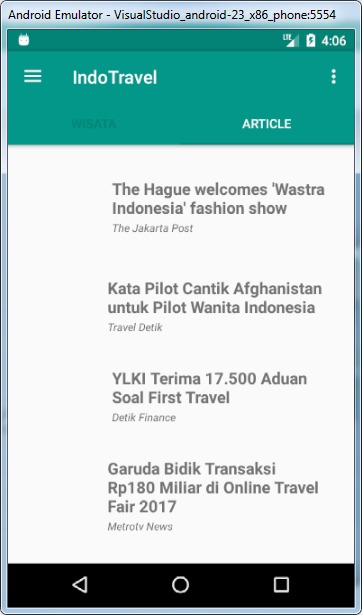 Android Emulator - VisualStudio_android-23_x86_phone:5554
LTE 4:06
IndoTravel
WISATA ARTICLE
The Hague welcomes 'Wastra
Indonesia' fashion show
The Jakarta Post
Kata Pilot Cantik Afghanistan
untuk Pilot Wanita Indonesia
Travel Detik
YLKI Terima 17.500 Aduan
Soal First Travel
Detik Finance
Garuda Bidik Transaksi
Rp180 Miliar di Online Travel
Fair 2017
Metrotv News